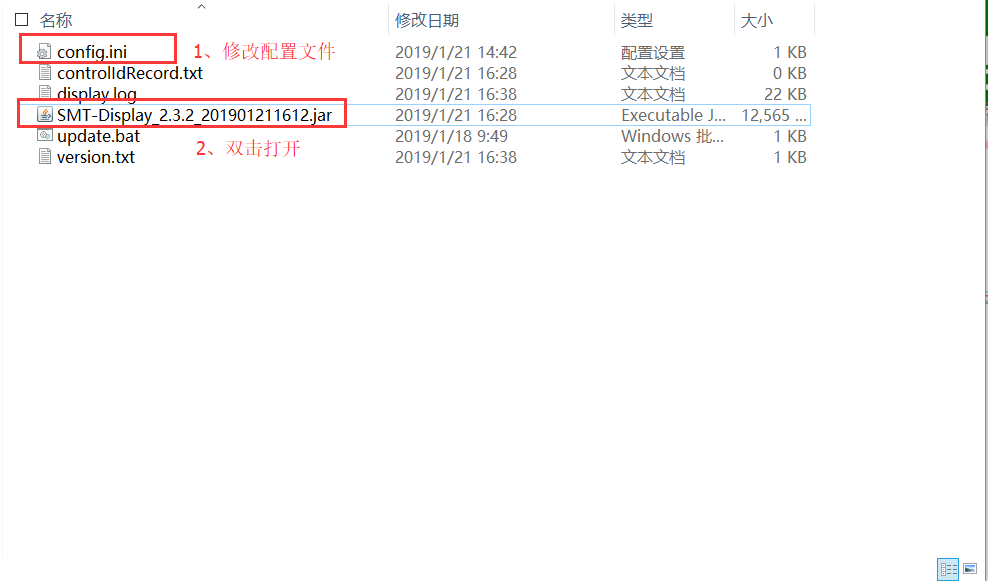 名称 修改日期 类型 大小
config.ini 1、修改配置文件 2019/1/21 14:42 配置设置 1 KB
controlIdRecord.txt 2019/1/21 16:28 文本文档 0 KB
display.log 2019/1/21 16:38 文本文档 22 KB
SMT-Display_2.3.2_201901211612.jar 2019/1/21 16:28 Executable J... 12,565 ...
update.bat 2019/1/18 9:49 Windows 批... 1 KB
2、双击打开
version.txt 2019/1/21 16:38 文本文档 1 KB